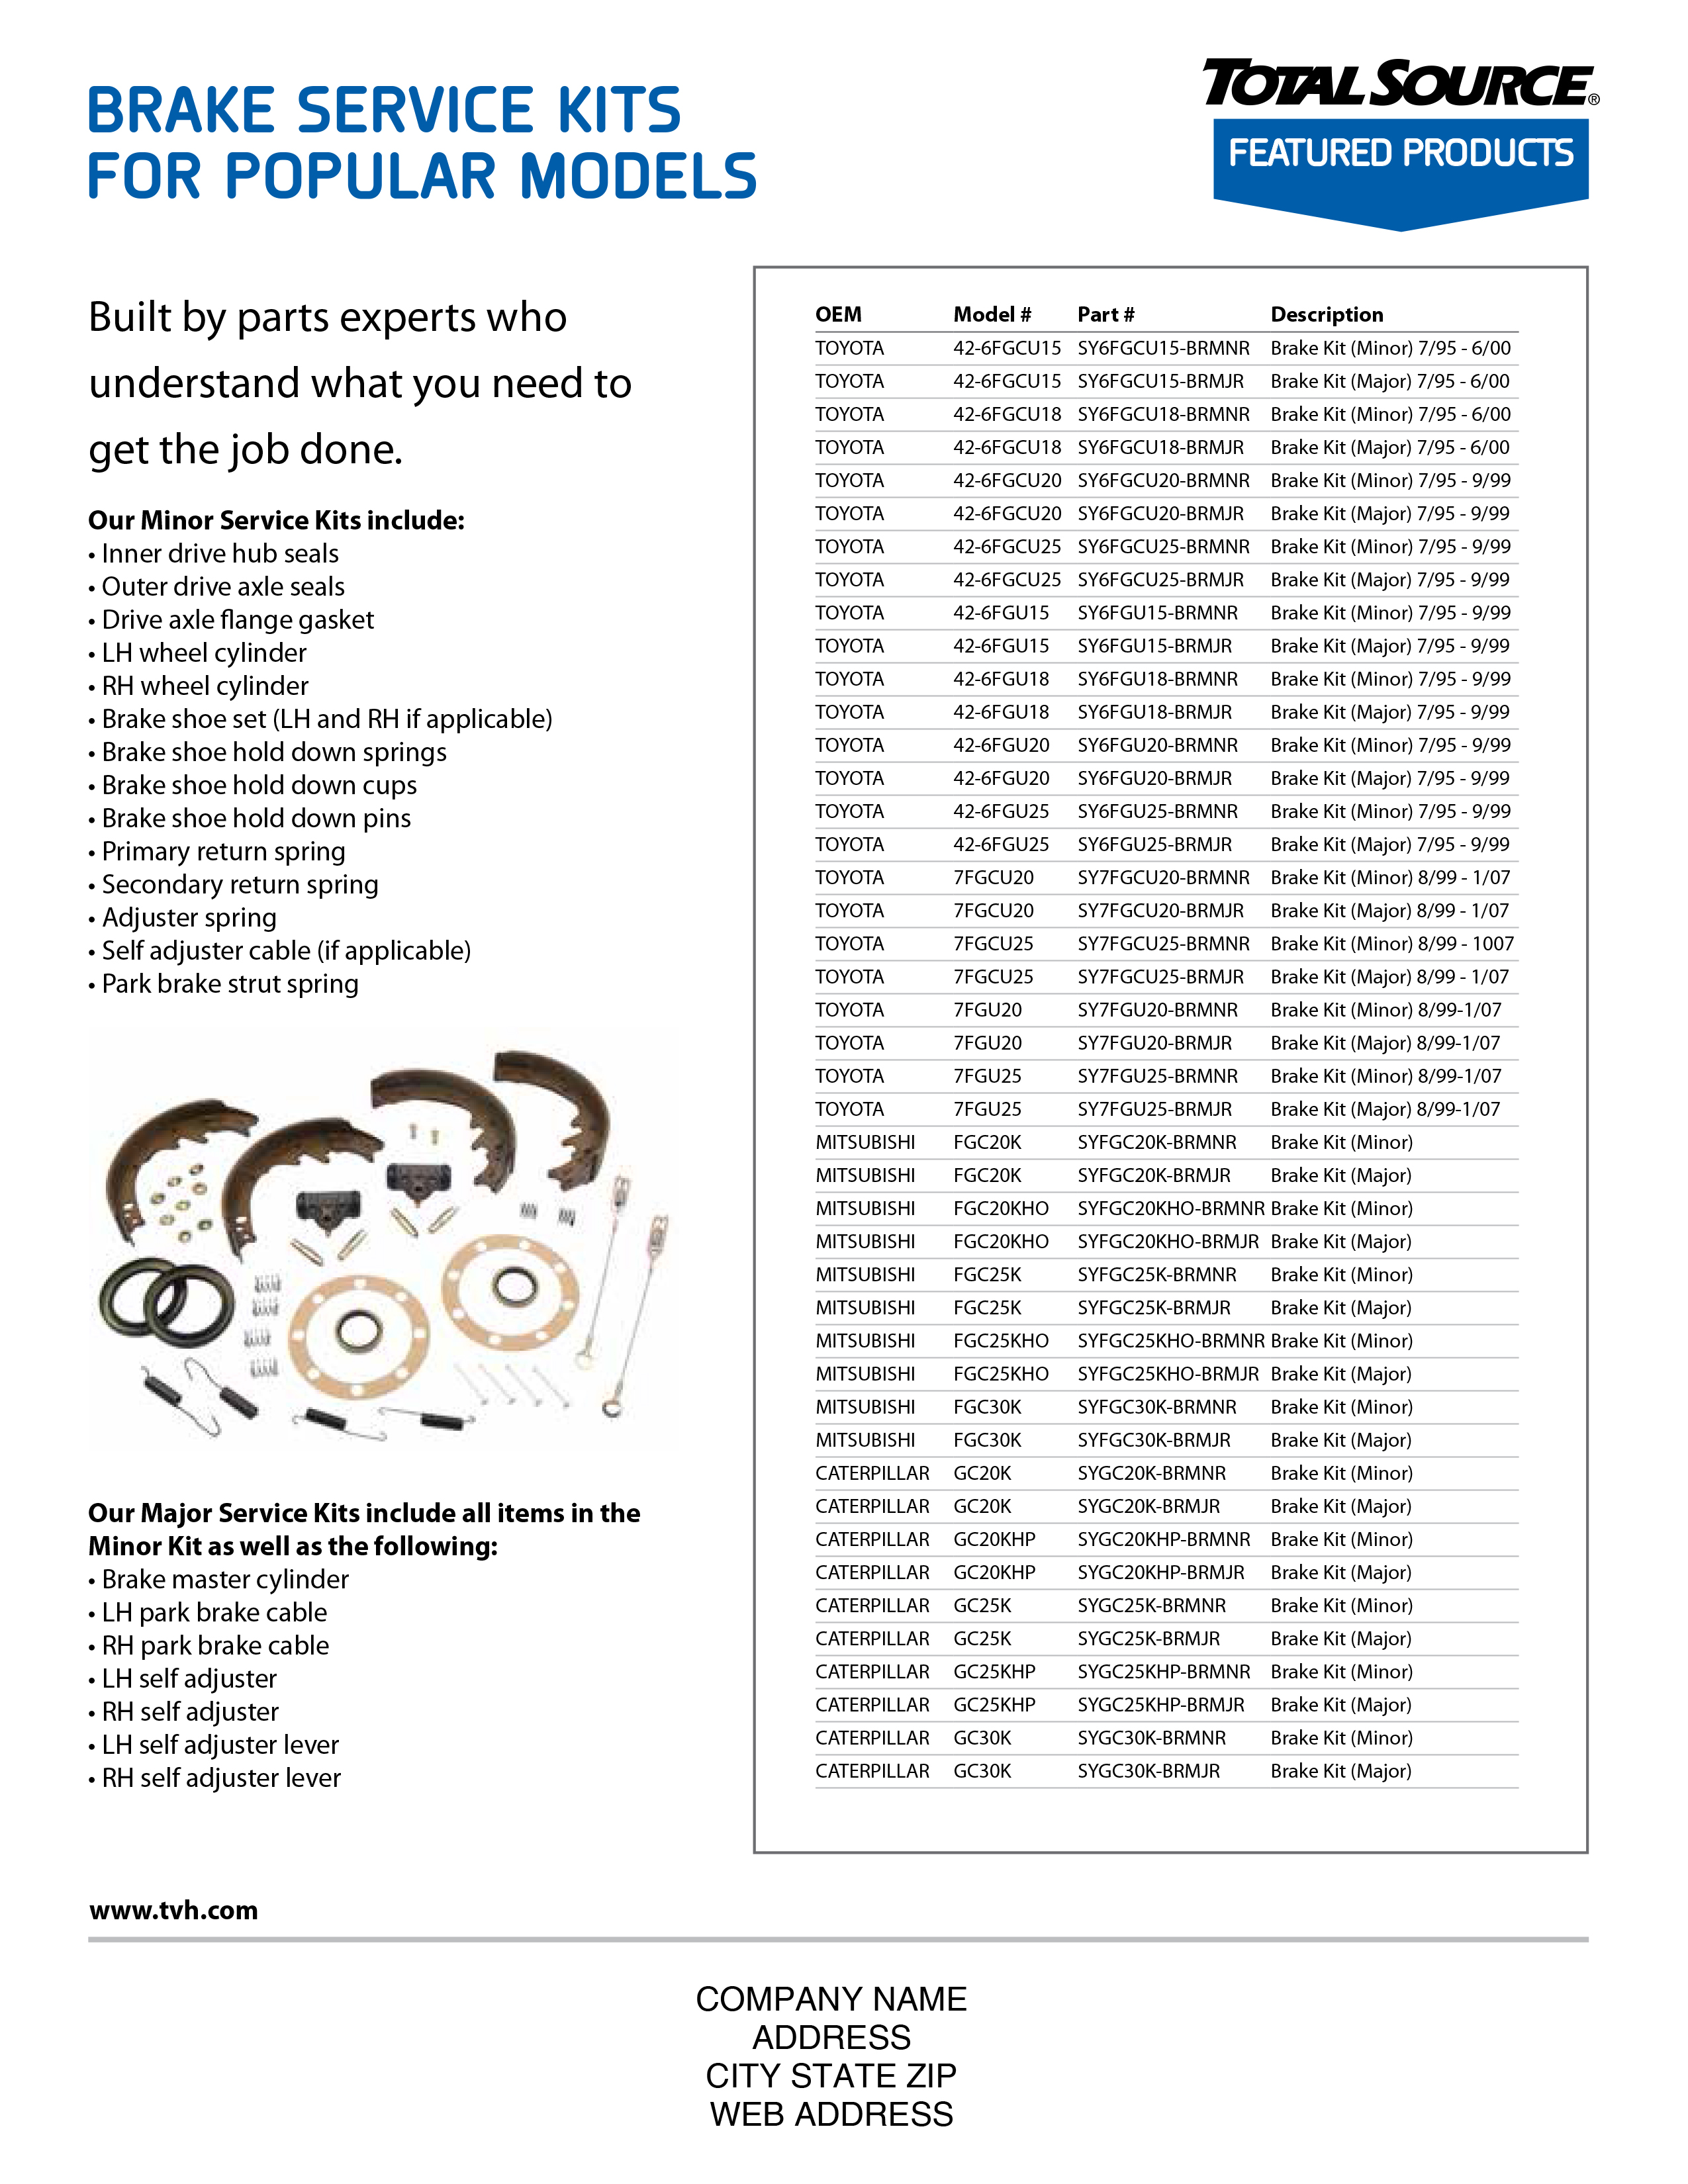 BRAKE SERVICE KITS
FOR POPULAR MODELS
TOTAL SOURCE®
FEATURED PRODUCTS
Built by parts experts who
understand what you need to
get the job done.
Our Minor Service Kits include:
• Inner drive hub seals
• Outer drive axle seals
• Drive axle flange gasket
• LH wheel cylinder
• RH wheel cylinder
• Brake shoe set (LH and RH if applicable)
• Brake shoe hold down springs
• Brake shoe hold down cups
• Brake shoe hold down pins
• Primary return spring
• Secondary return spring
• Adjuster spring
• Self adjuster cable (if applicable)
• Park brake strut spring
Our Major Service Kits include all items in the
Minor Kit as well as the following:
• Brake master cylinder
• LH park brake cable
• RH park brake cable
• LH self adjuster
• RH self adjuster
• LH self adjuster lever
• RH self adjuster lever
OEM Model # Part # Description
TOYOTA 42-6FGCU15 SY6FGCU15-BRMNR Brake Kit (Minor) 7/95 - 6/00
TOYOTA 42-6FGCU15 SY6FGCU15-BRMJR Brake Kit (Major) 7/95 - 6/00
TOYOTA 42-6FGCU18 SY6FGCU18-BRMNR Brake Kit (Minor) 7/95 - 6/00
TOYOTA 42-6FGCU18 SY6FGCU18-BRMJR Brake Kit (Major) 7/95 - 6/00
TOYOTA 42-6FGCU20 SY6FGCU20-BRMNR Brake Kit (Minor) 7/95 - 9/99
TOYOTA 42-6FGCU20 SY6FGCU20-BRMJR Brake Kit (Major) 7/95 - 9/99
TOYOTA 42-6FGCU25 SY6FGCU25-BRMNR Brake Kit (Minor) 7/95 - 9/99
TOYOTA 42-6FGCU25 SY6FGCU25-BRMJR Brake Kit (Major) 7/95 - 9/99
TOYOTA 42-6FGU15 SY6FGU15-BRMNR Brake Kit (Minor) 7/95 - 9/99
TOYOTA 42-6FGU15 SY6FGU15-BRMJR Brake Kit (Major) 7/95 - 9/99
TOYOTA 42-6FGU18 SY6FGU18-BRMNR Brake Kit (Minor) 7/95 - 9/99
TOYOTA 42-6FGU18 SY6FGU18-BRMJR Brake Kit (Major) 7/95 - 9/99
TOYOTA 42-6FGU20 SY6FGU20-BRMNR Brake Kit (Minor) 7/95 - 9/99
TOYOTA 42-6FGU20 SY6FGU20-BRMJR Brake Kit (Major) 7/95 - 9/99
TOYOTA 42-6FGU25 SY6FGU25-BRMNR Brake Kit (Minor) 7/95 - 9/99
TOYOTA 42-6FGU25 SY6FGU25-BRMJR Brake Kit (Major) 7/95 - 9/99
TOYOTA 7FGCU20 SY7FGCU20-BRMNR Brake Kit (Minor) 8/99 - 1/07
TOYOTA 7FGCU20 SY7FGCU20-BRMJR Brake Kit (Major) 8/99 - 1/07
TOYOTA 7FGCU25 SY7FGCU25-BRMNR Brake Kit (Minor) 8/99 - 1007
TOYOTA 7FGCU25 SY7FGCU25-BRMJR Brake Kit (Major) 8/99 - 1/07
TOYOTA 7FGU20 SY7FGU20-BRMNR Brake Kit (Minor) 8/99-1/07
TOYOTA 7FGU20 SY7FGU20-BRMJR Brake Kit (Major) 8/99-1/07
TOYOTA 7FGU25 SY7FGU25-BRMNR Brake Kit (Minor) 8/99-1/07
TOYOTA 7FGU25 SY7FGU25-BRMJR Brake Kit (Major) 8/99-1/07
MITSUBISHI FGC20K SYFGC20K-BRMNR Brake Kit (Minor)
MITSUBISHI FGC20K SYFGC20K-BRMJR Brake Kit (Major)
MITSUBISHI FGC20KHO SYFGC20KHO-BRMNR Brake Kit (Minor)
MITSUBISHI FGC20KHO SYFGC20KHO-BRMJR Brake Kit (Major)
MITSUBISHI FGC25K SYFGC25K-BRMNR Brake Kit (Minor)
MITSUBISHI FGC25K SYFGC25K-BRMJR Brake Kit (Major)
MITSUBISHI FGC25KHO SYFGC25KHO-BRMNR Brake Kit (Minor)
MITSUBISHI FGC25KHO SYFGC25KHO-BRMJR Brake Kit (Major)
MITSUBISHI FGC30K SYFGC30K-BRMNR Brake Kit (Minor)
MITSUBISHI FGC30K SYFGC30K-BRMJR Brake Kit (Major)
CATERPILLAR GC20K SYGC20K-BRMNR Brake Kit (Minor)
CATERPILLAR GC20K SYGC20K-BRMJR Brake Kit (Major)
CATERPILLAR GC20KHP SYGC20KHP-BRMNR Brake Kit (Minor)
CATERPILLAR GC20KHP SYGC20KHP-BRMJR Brake Kit (Major)
CATERPILLAR GC25K SYGC25K-BRMNR Brake Kit (Minor)
CATERPILLAR GC25K SYGC25K-BRMJR Brake Kit (Major)
CATERPILLAR GC25KHP SYGC25KHP-BRMNR Brake Kit (Minor)
CATERPILLAR GC25KHP SYGC25KHP-BRMJR Brake Kit (Major)
CATERPILLAR GC30K SYGC30K-BRMNR Brake Kit (Minor)
CATERPILLAR GC30K SYGC30K-BRMJR Brake Kit (Major)
www.tvh.com
COMPANY NAME
ADDRESS
CITY STATE ZIP
WEB ADDRESS